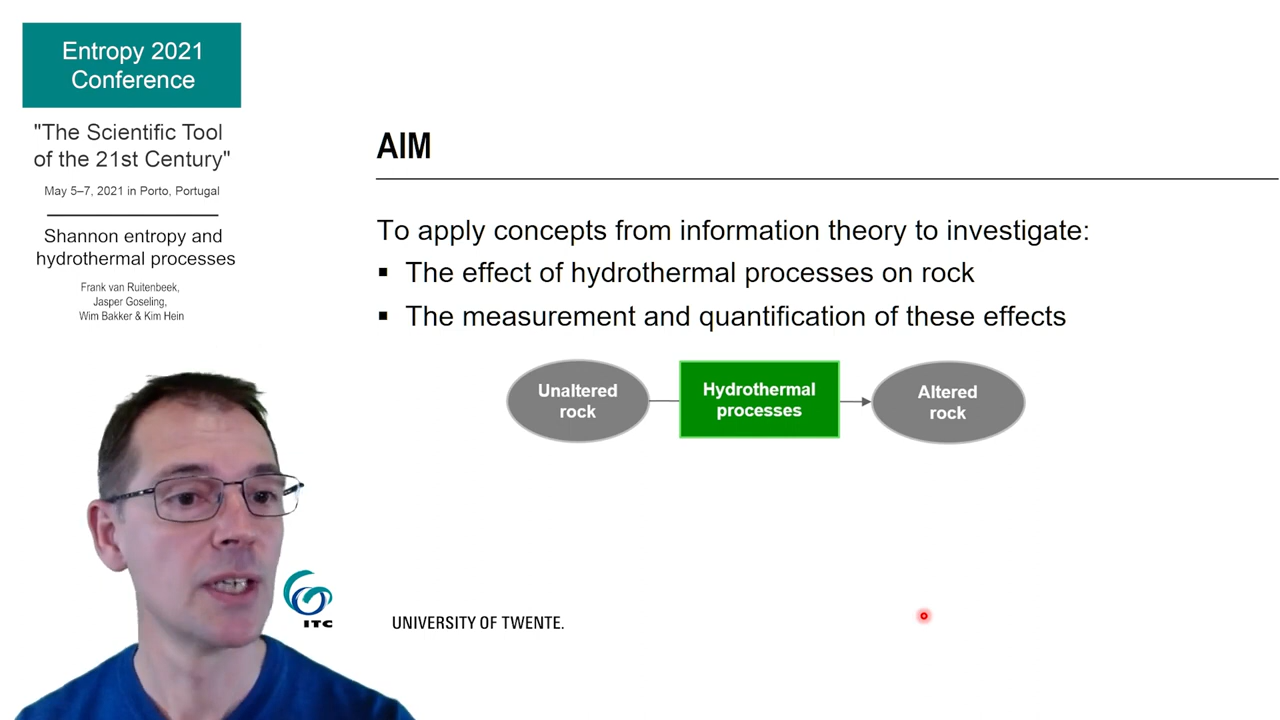 Entropy 2021
Conference
"The Scientific Tool
of the 21st Century"
May 5–7, 2021 in Porto, Portugal
Shannon entropy and
hydrothermal processes
Frank van Ruitenbeek,
Jasper Goseling,
Wim Bakker & Kim Hein
AIM
To apply concepts from information theory to investigate:
▪ The effect of hydrothermal processes on rock
▪ The measurement and quantification of these effects
Unaltered
rock
Hydrothermal
processes
Altered
rock
ITC
UNIVERSITY OF TWENTE.